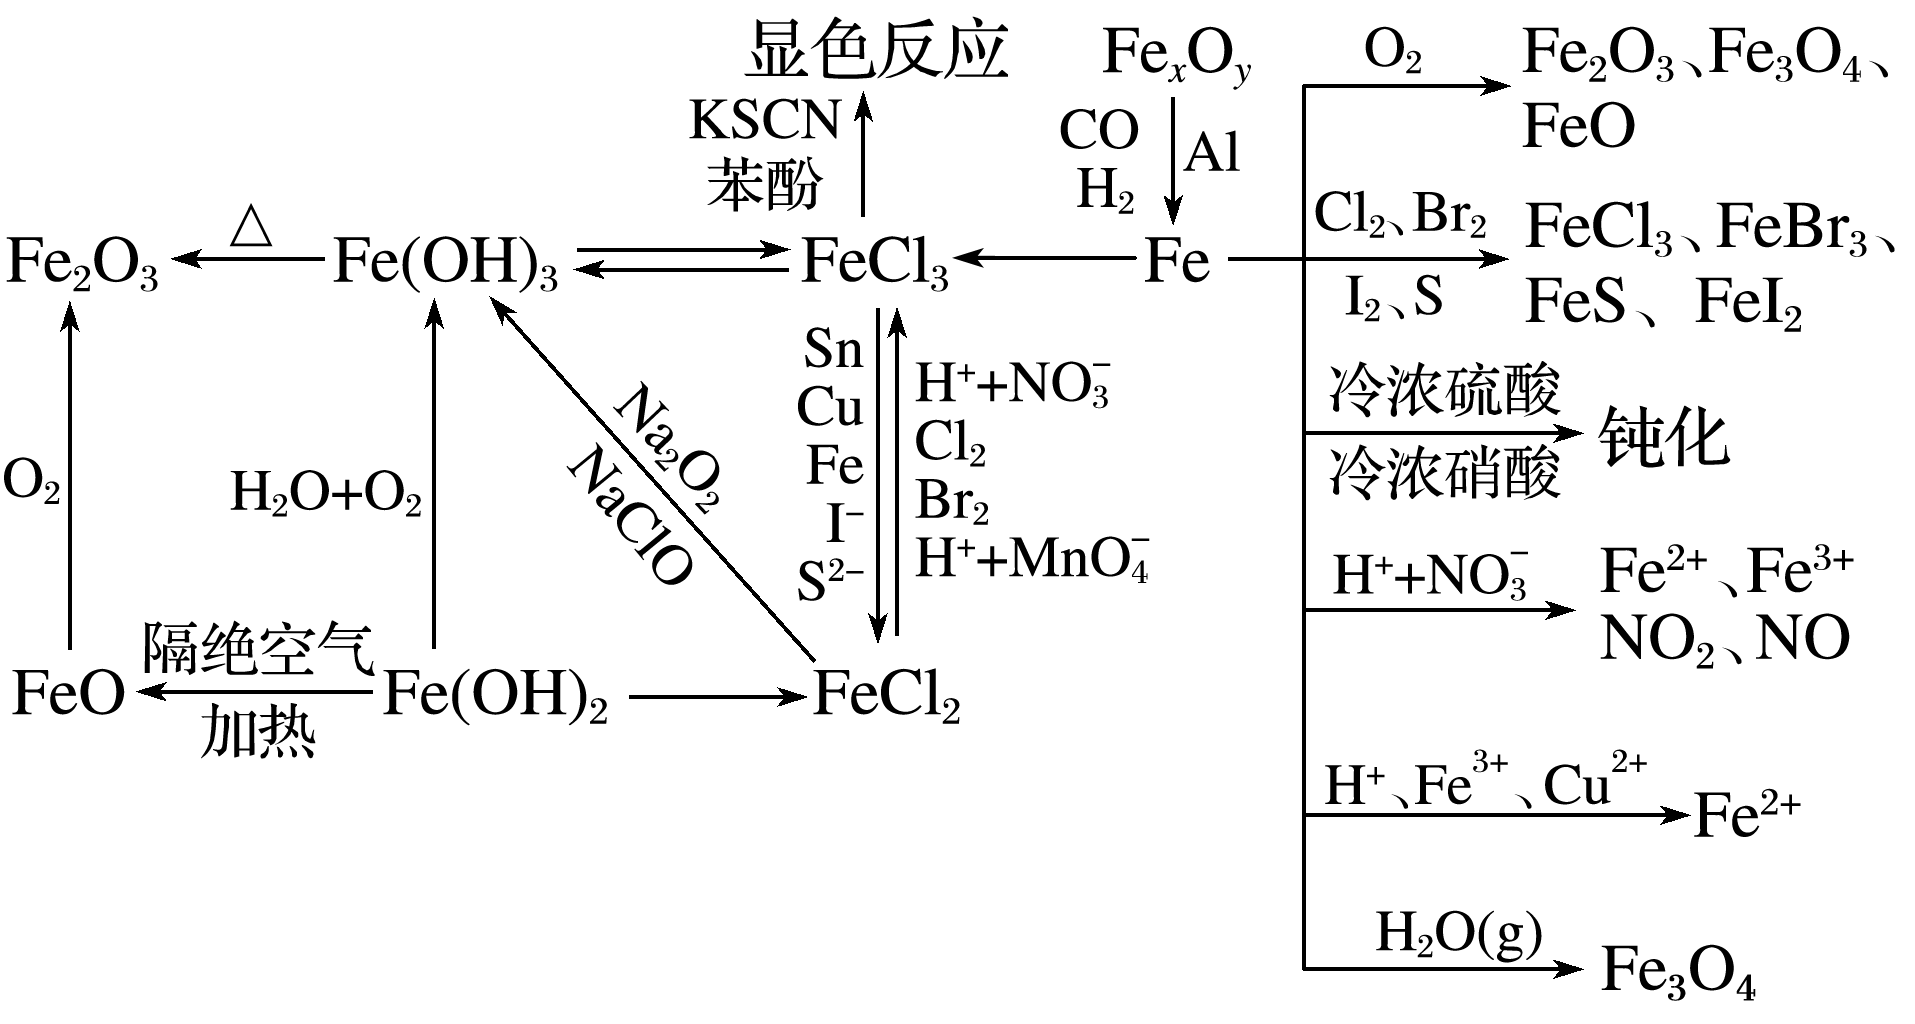 显色反应
FeₓOᵧ
O₂
Fe₂O₃、Fe₃O₄、
FeO
KSCN
苯酚
CO
H₂
Al
Fe₂O₃
△
Fe(OH)₃
FeCl₃
Fe
Cl₂、Br₂
I₂、S
FeCl₃、FeBr₃、
FeS、FeI₂
Sn
Cu
Fe
I⁻
S²⁻
H⁺+NO₃⁻
Cl₂
Br₂
H⁺+MnO₄⁻
Na₂O₂
NaClO
O₂
H₂O+O₂
冷浓硫酸
冷浓硝酸
钝化
H⁺+NO₃⁻
Fe²⁺、Fe³⁺
NO₂、NO
FeO
隔绝空气
加热
Fe(OH)₂
FeCl₂
H⁺、Fe³⁺、Cu²⁺
Fe²⁺
H₂O(g)
Fe₃O₄